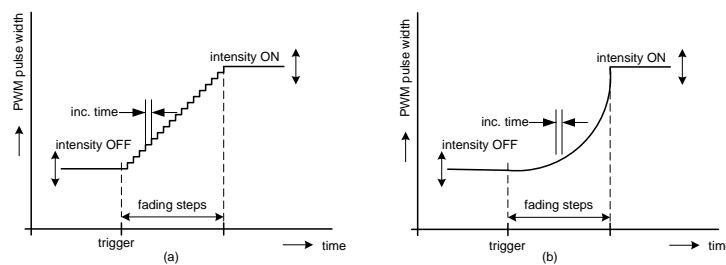 PWM pulse width
intensity ON
inc. time
intensity OFF
fading steps
trigger
time
(a)
PWM pulse width
intensity ON
inc. time
intensity OFF
fading steps
trigger
tim
(b)